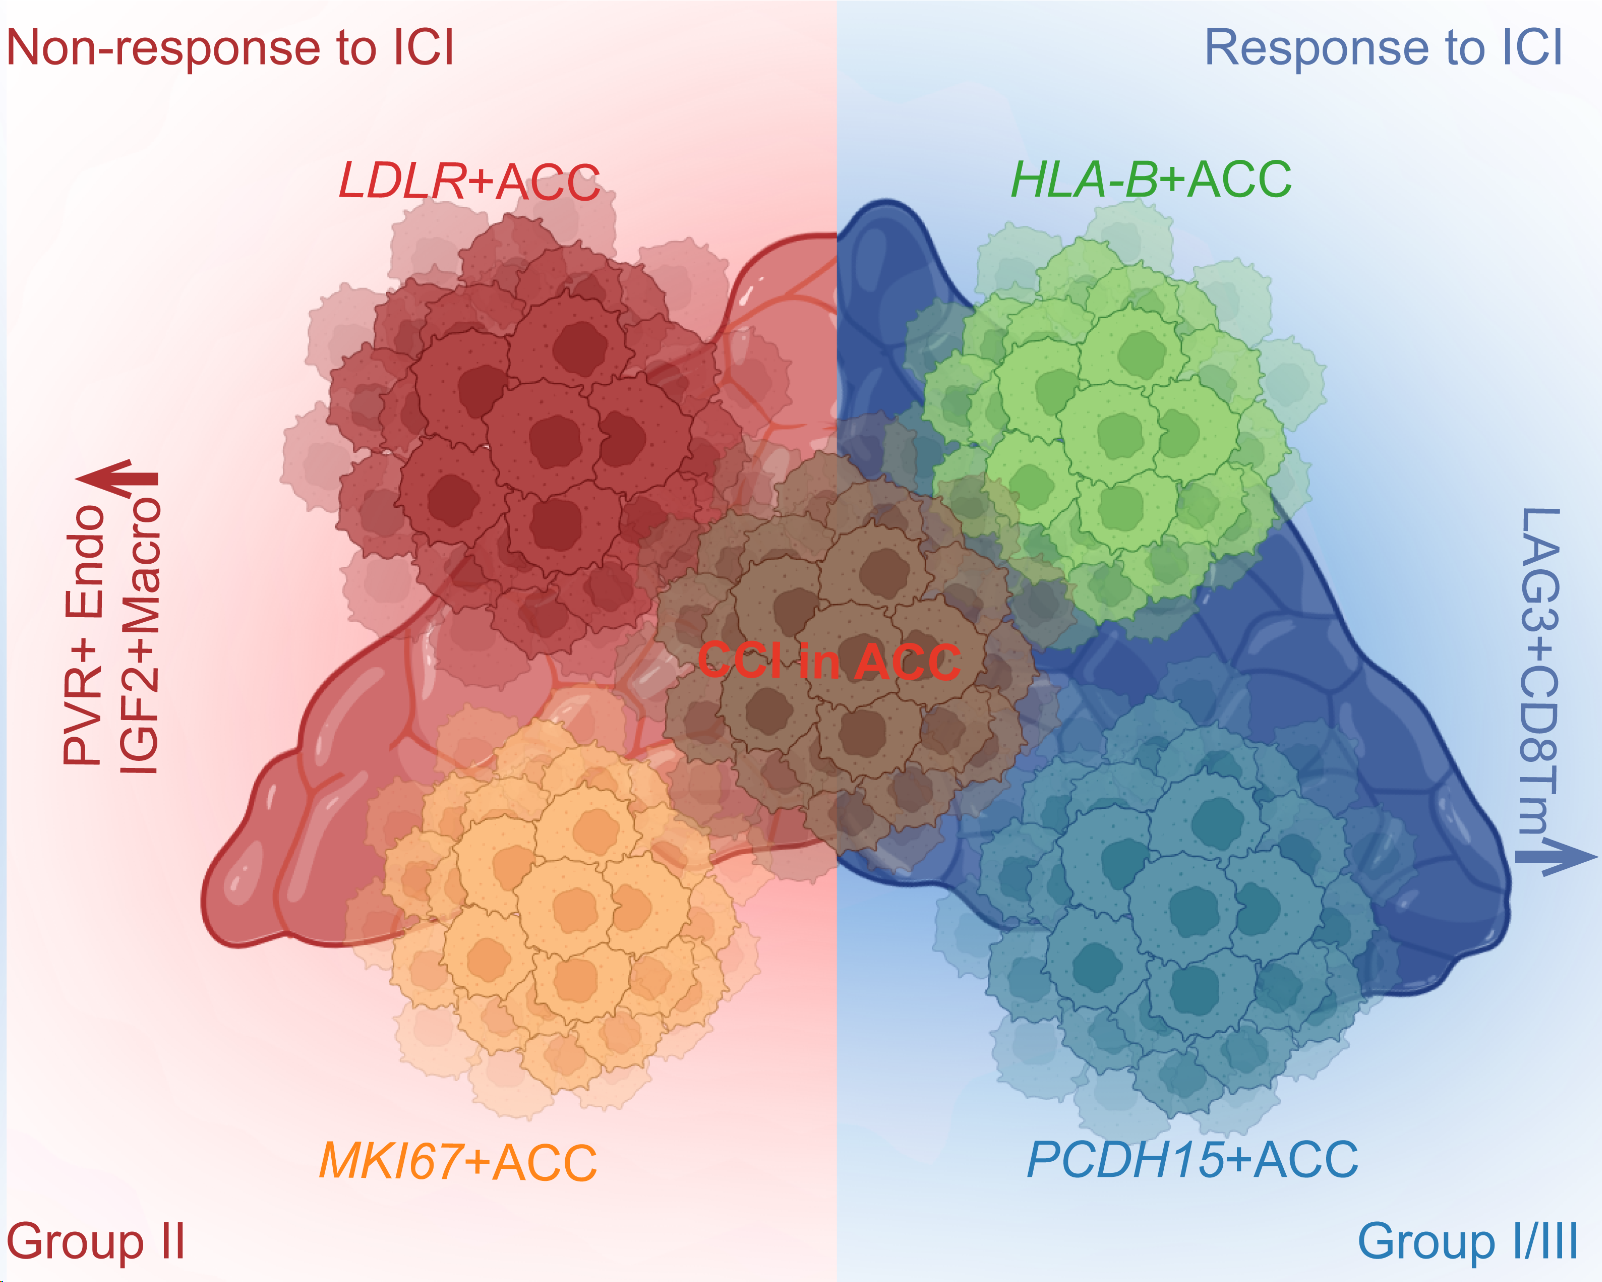 Non-response to ICI
Response to ICI
LDLR+ACC
HLA-B+ACC
PVR+ Endo
IGF2+Macro
CCI in ACC
LAG3+CD8Tm
MKI67+ACC
PCDH15+ACC
Group II
Group I/III